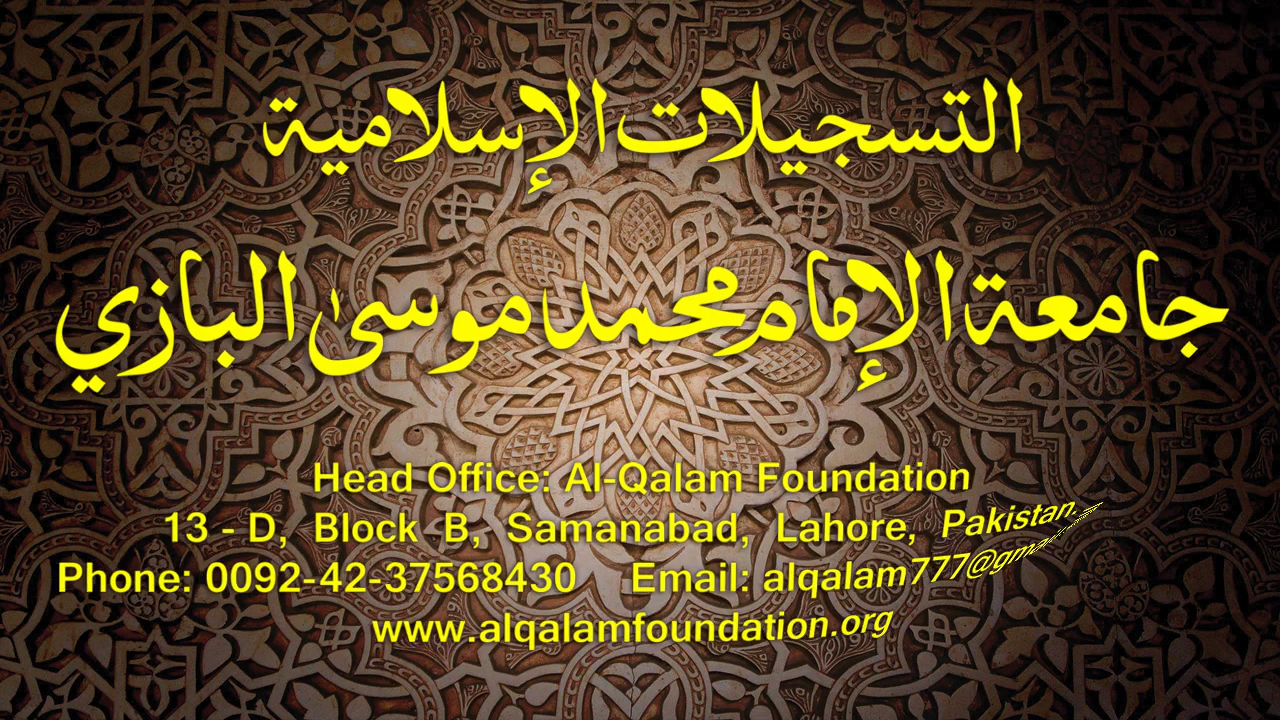 التسجيلات الإسلامية
جامعة الإمام محمد موسىٰ البازي
Head Office: Al-Qalam Foundation
13 - D, Block B, Samanabad, Lahore, Pakistan.
Phone: 0092-42-37568430 Email:
www.alqalamfoundation.org